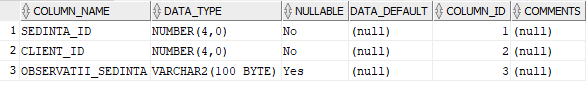 COLUMN_NAME DATA_TYPE NULLABLE DATA_DEFAULT COLUMN_ID COMMENTS
1 SEDINTA_ID NUMBER(4,0) No (null) 1 (null)
2 CLIENT_ID NUMBER(4,0) No (null) 2 (null)
3 OBSERVATII_SEDINTA VARCHAR2(100 BYTE) Yes (null) 3 (null)